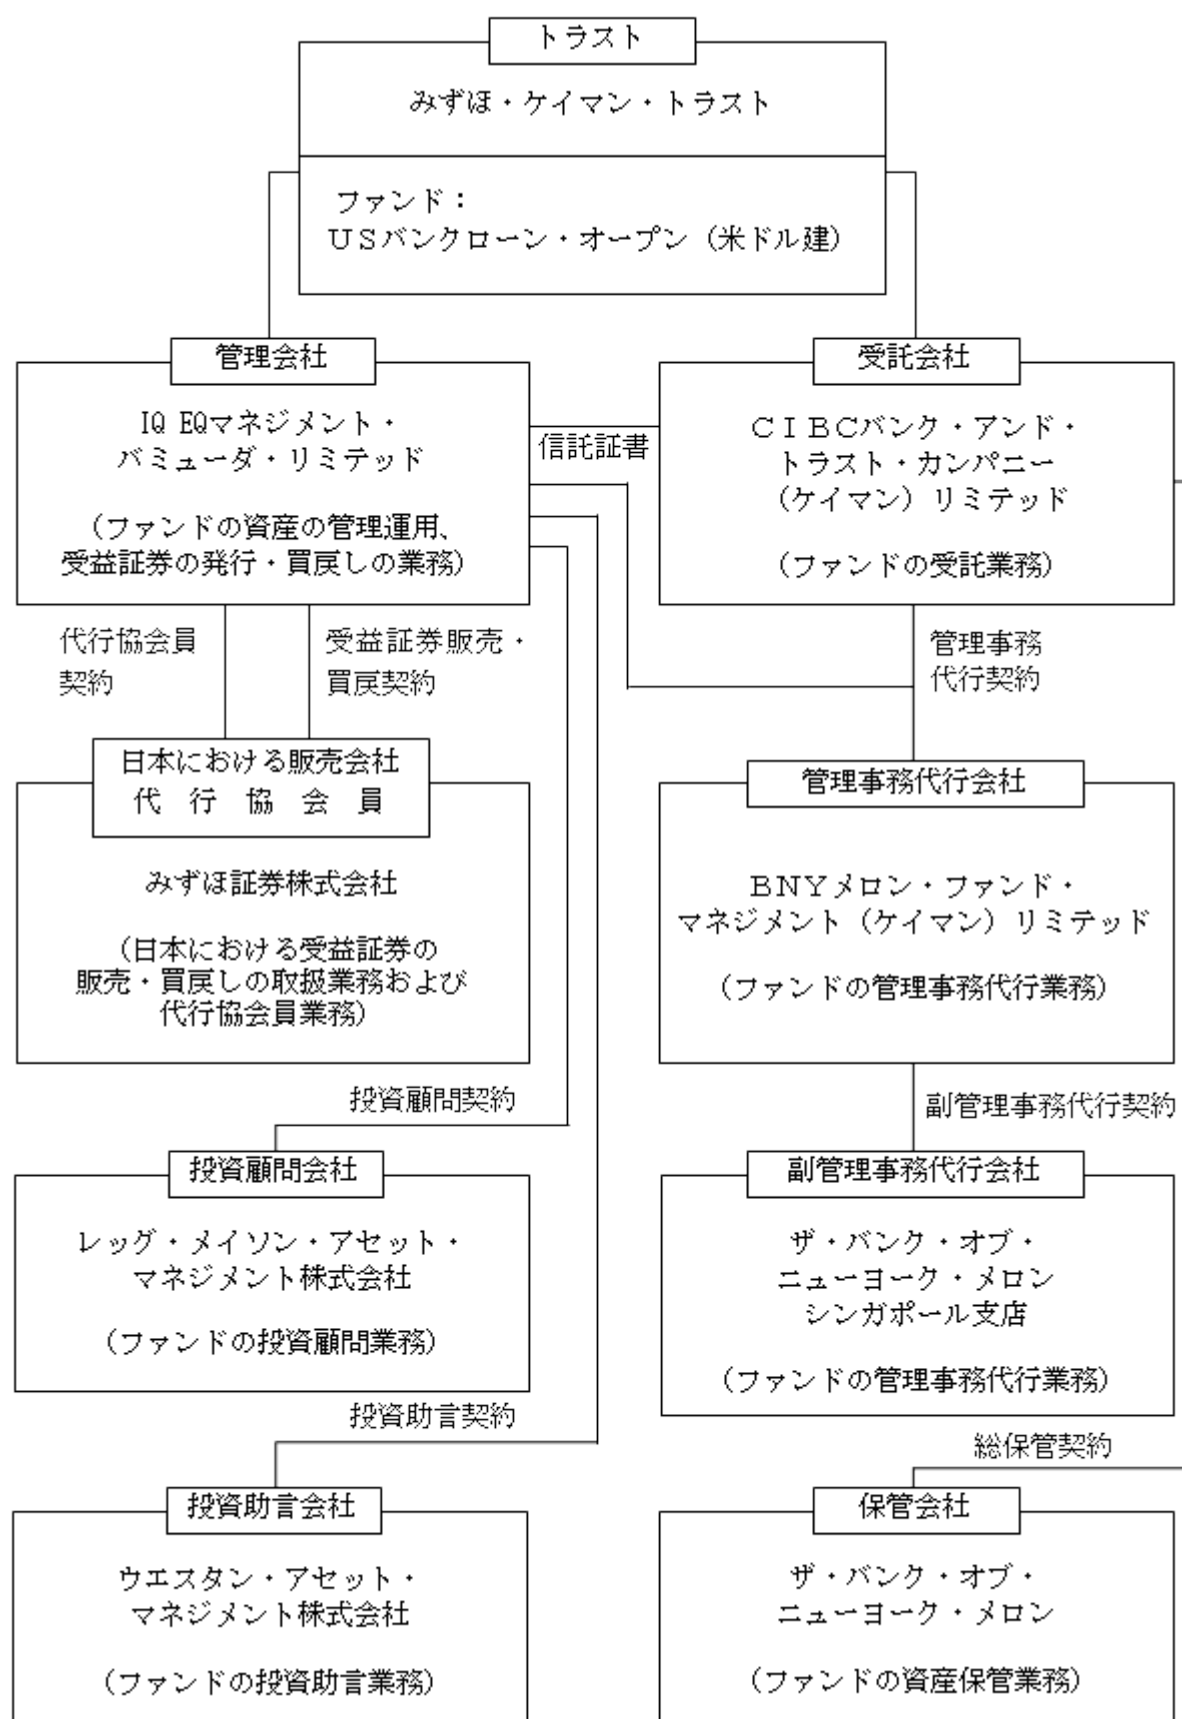 トラスト
みずほ・ケイマン・トラスト
ファンド：
ＵＳバンクローン・オープン（米ドル建）
管理会社
IQ EQマネジメント・
バミューダ・リミテッド
（ファンドの資産の管理運用、
受益証券の発行・買戻しの業務）
信託証書
受託会社
ＣＩＢＣバンク・アンド・
トラスト・カンパニー
（ケイマン）リミテッド
（ファンドの受託業務）
代行協会員
契約
受益証券販売・
買戻契約
管理事務
代行契約
日本における販売会社
代　行　協　会　員
みずほ証券株式会社
（日本における受益証券の
販売・買戻しの取扱業務および
代行協会員業務）
管理事務代行会社
ＢＮＹメロン・ファンド・
マネジメント（ケイマン）リミテッド
（ファンドの管理事務代行業務）
投資顧問契約
副管理事務代行契約
投資顧問会社
レッグ・メイソン・アセット・
マネジメント株式会社
（ファンドの投資顧問業務）
副管理事務代行会社
ザ・バンク・オブ・
ニューヨーク・メロン
シンガポール支店
（ファンドの管理事務代行業務）
投資助言契約
総保管契約
投資助言会社
ウエスタン・アセット・
マネジメント株式会社
（ファンドの投資助言業務）
保管会社
ザ・バンク・オブ・
ニューヨーク・メロン
（ファンドの資産保管業務）